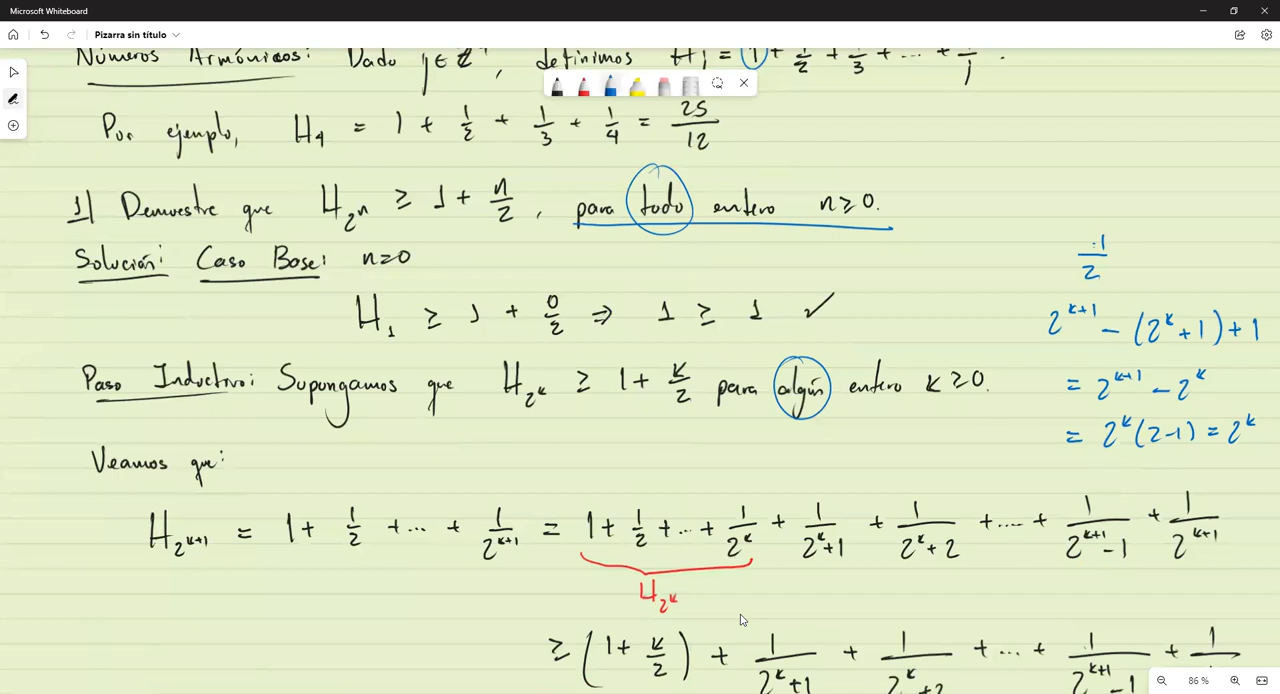 Microsoft Whiteboard
Pizarra sin título
Números Armónicos: Dado j ∈ Z⁺, definimos H_j = 1 + 1/2 + 1/3 + ... + 1/j.
Por ejemplo, H_4 = 1 + 1/2 + 1/3 + 1/4 = 25/12
1) Demuestre que H_{2^n} ≥ 1 + n/2, para todo entero n ≥ 0.
Solución: Caso Base: n=0
H_1 ≥ 1 + 0/2 ⇒ 1 ≥ 1 ✓
1/2
2^{k+1} - (2^k + 1) + 1
= 2^{k+1} - 2^k
= 2^k (2-1) = 2^k
Paso Inductivo: Supongamos que H_{2^k} ≥ 1 + k/2 para algún entero k ≥ 0.
Veamos que:
H_{2^{k+1}} = 1 + 1/2 + ... + 1/2^{k+1} = 1 + 1/2 + ... + 1/2^k + 1/(2^k+1) + 1/(2^k+2) + .... + 1/(2^{k+1}-1) + 1/2^{k+1}
H_{2^k}
≥ (1 + k/2) + 1/(2^k+1) + 1/(2^k+2) + ... + 1/(2^{k+1}-1) + 1/
86 %